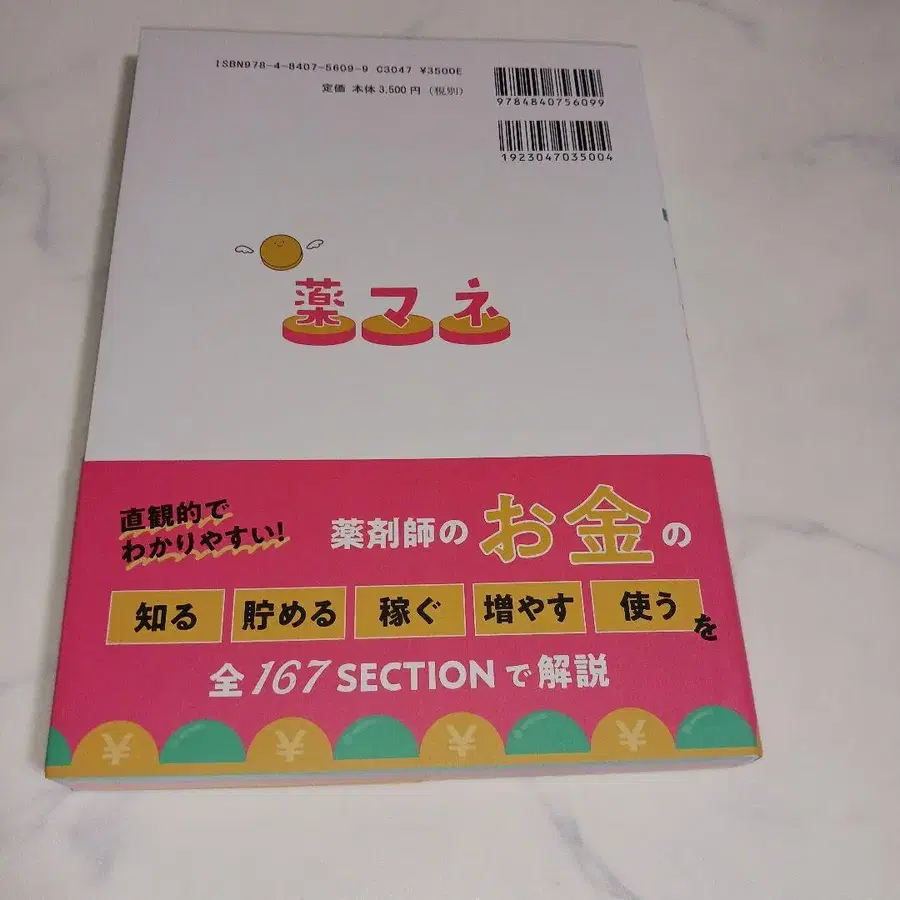 ISBN978-4-8407-5609-9 C3047 ¥3500E
定価 本体3,500円(税別)
9784840756099
1923047035004
薬マネ
直観的で
わかりやすい!
薬剤師のお金の
知る 貯める 稼ぐ 増やす 使う を
全167 SECTIONで解説
¥ ¥ ¥ ¥